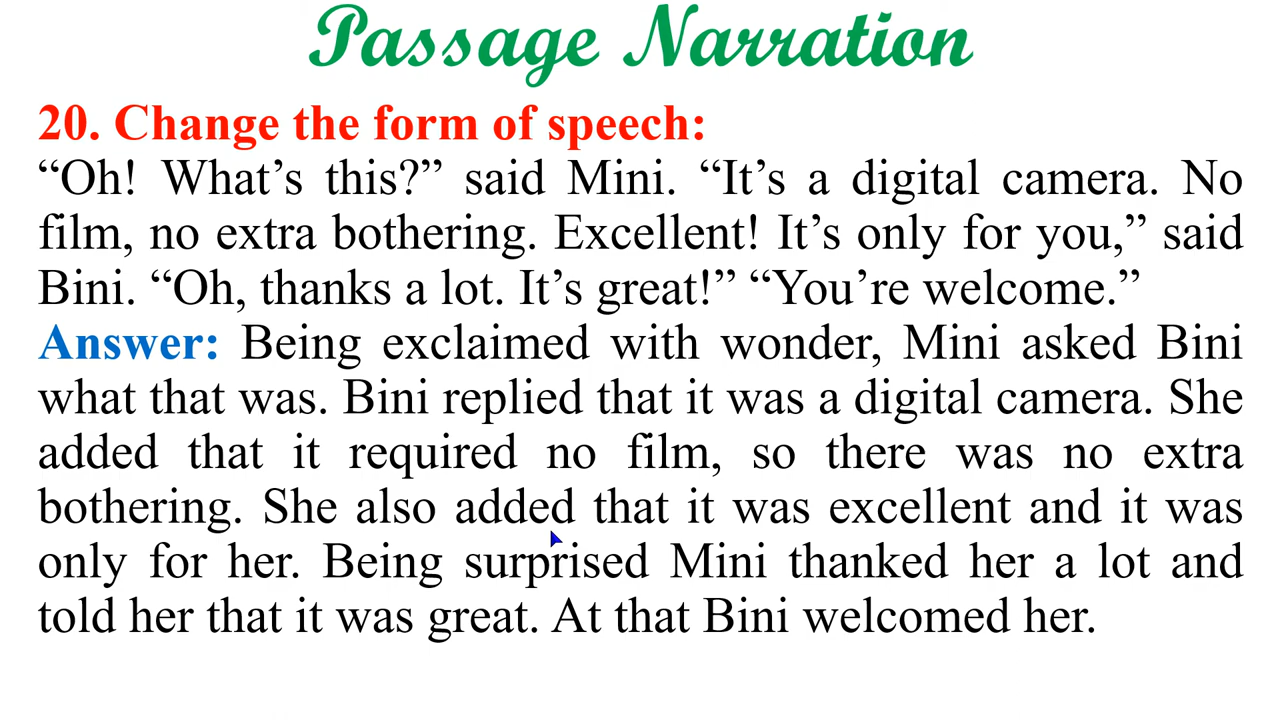 Passage Narration
20. Change the form of speech:
“Oh! What’s this?” said Mini. “It’s a digital camera. No
film, no extra bothering. Excellent! It’s only for you,” said
Bini. “Oh, thanks a lot. It’s great!” “You’re welcome.”
Answer: Being exclaimed with wonder, Mini asked Bini
what that was. Bini replied that it was a digital camera. She
added that it required no film, so there was no extra
bothering. She also added that it was excellent and it was
only for her. Being surprised Mini thanked her a lot and
told her that it was great. At that Bini welcomed her.